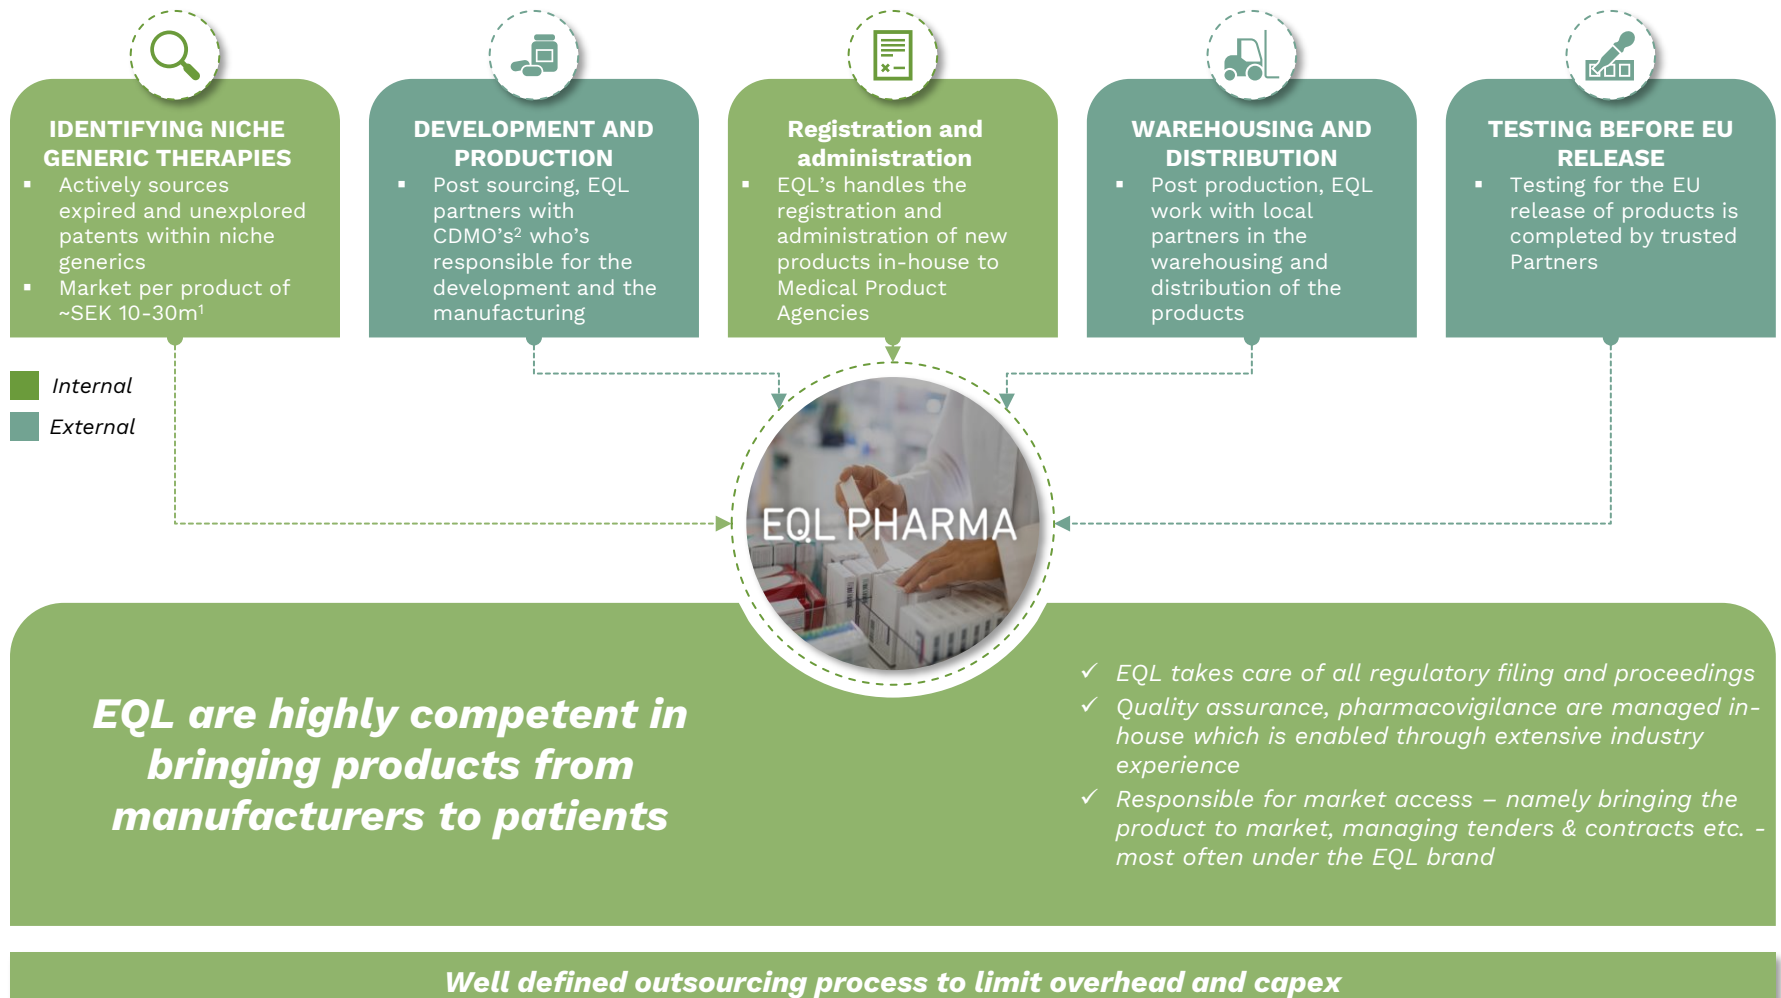 IDENTIFYING NICHE
GENERIC THERAPIES
▪ Actively sources
expired and unexplored
patents within niche
generics
▪ Market per product of
~SEK 10-30m¹
DEVELOPMENT AND
PRODUCTION
▪ Post sourcing, EQL
partners with
CDMO’s² who’s
responsible for the
development and the
manufacturing
Registration and
administration
▪ EQL’s handles the
registration and
administration of new
products in-house to
Medical Product
Agencies
WAREHOUSING AND
DISTRIBUTION
▪ Post production, EQL
work with local
partners in the
warehousing and
distribution of the
products
TESTING BEFORE EU
RELEASE
▪ Testing for the EU
release of products is
completed by trusted
Partners
Internal
External
EQL PHARMA
EQL are highly competent in
bringing products from
manufacturers to patients
✓ EQL takes care of all regulatory filing and proceedings
✓ Quality assurance, pharmacovigilance are managed in-
house which is enabled through extensive industry
experience
✓ Responsible for market access – namely bringing the
product to market, managing tenders & contracts etc. -
most often under the EQL brand
Well defined outsourcing process to limit overhead and capex